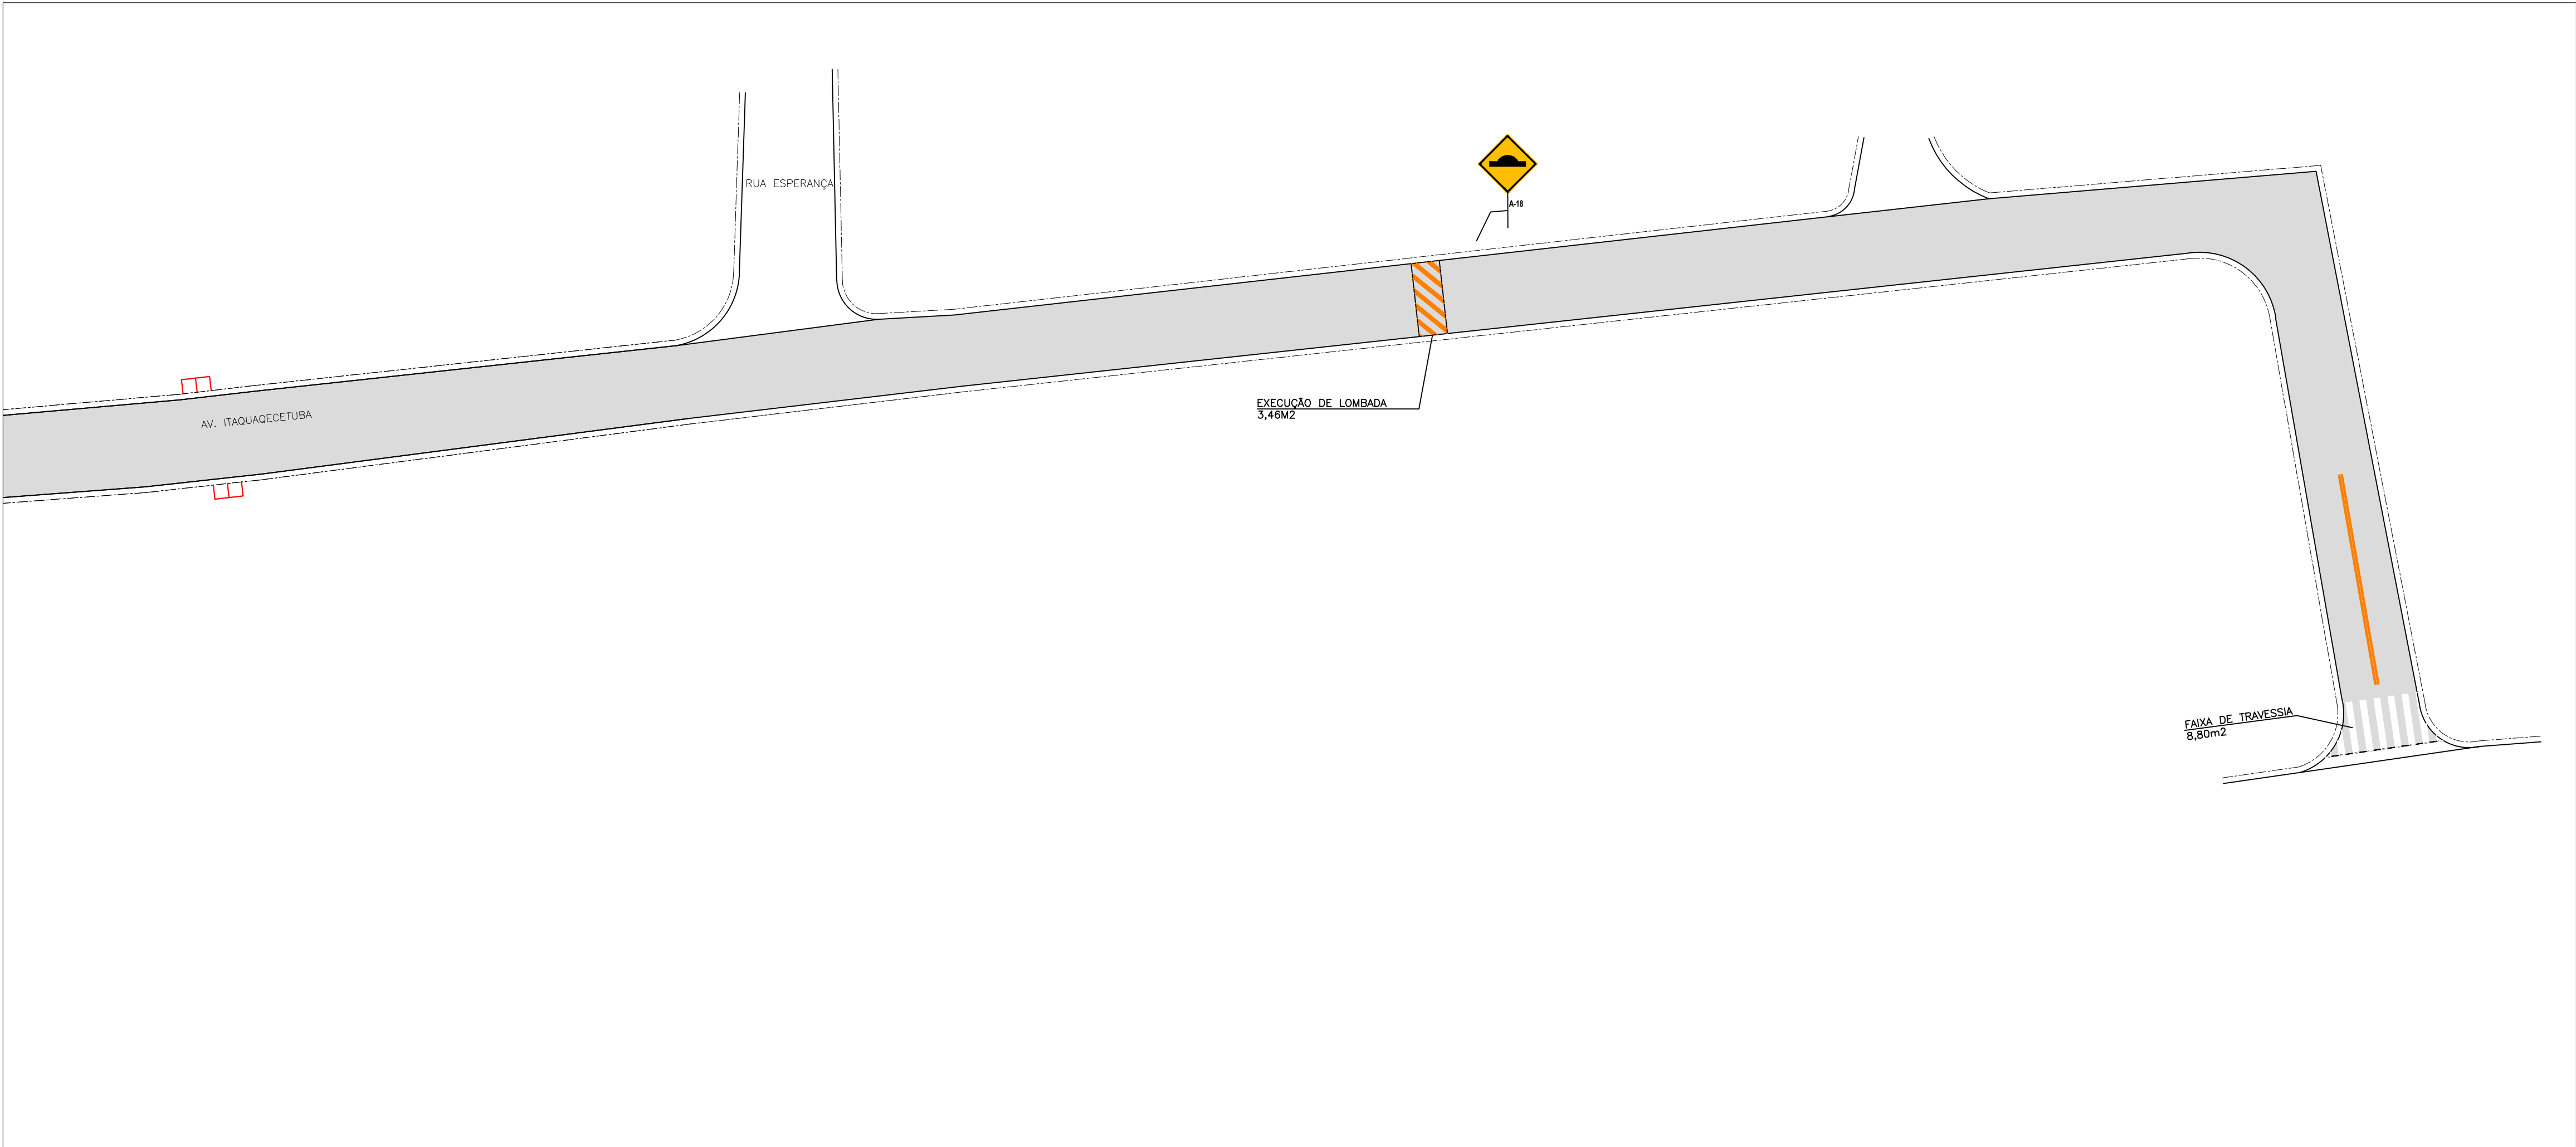 RUA ESPERANÇA
A-18
EXECUÇÃO DE LOMBADA
3,46M2
AV. ITAQUAQECETUBA
FAIXA DE TRAVESSIA
8,80m2